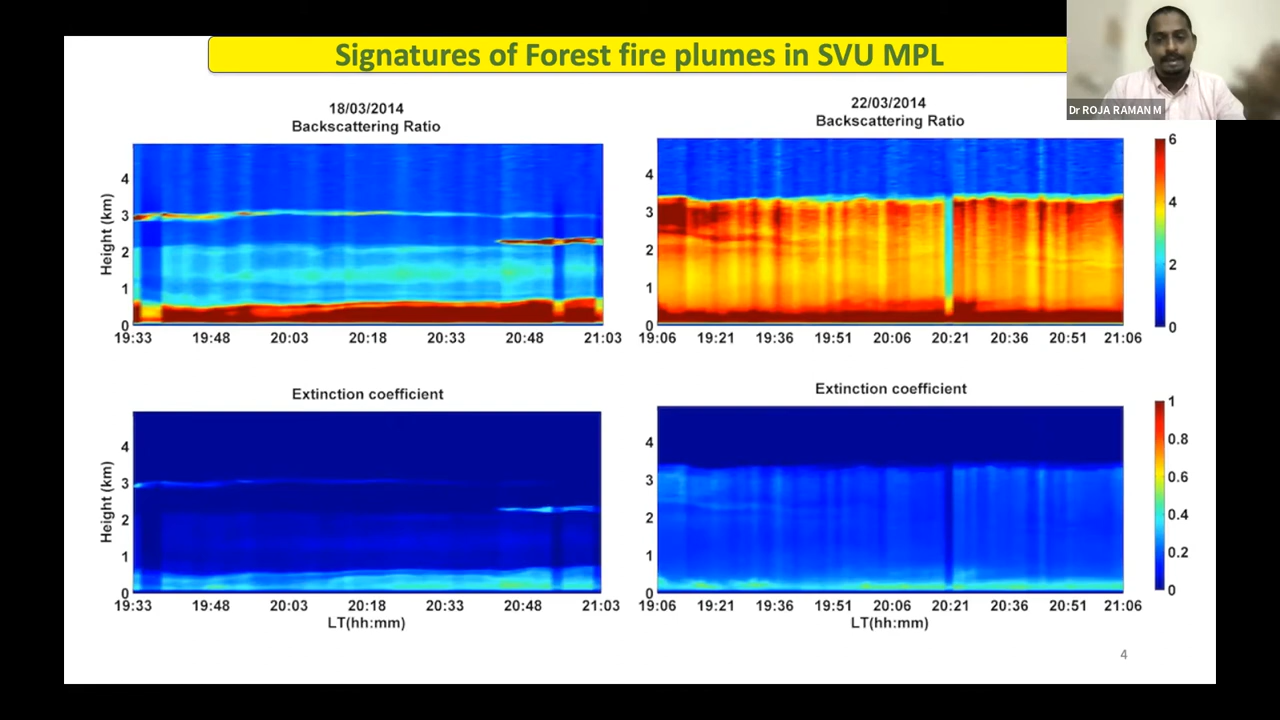 Signatures of Forest fire plumes in SVU MPL
Dr ROJA RAMAN M
18/03/2014
Backscattering Ratio
Height (km)
4
3
2
1
0
19:33 19:48 20:03 20:18 20:33 20:48 21:03
22/03/2014
Backscattering Ratio
4
3
2
1
0
19:06 19:21 19:36 19:51 20:06 20:21 20:36 20:51 21:06
6
4
2
0
Extinction coefficient
Height (km)
4
3
2
1
0
19:33 19:48 20:03 20:18 20:33 20:48 21:03
LT(hh:mm)
Extinction coefficient
4
3
2
1
0
19:06 19:21 19:36 19:51 20:06 20:21 20:36 20:51 21:06
LT(hh:mm)
1
0.8
0.6
0.4
0.2
0
4